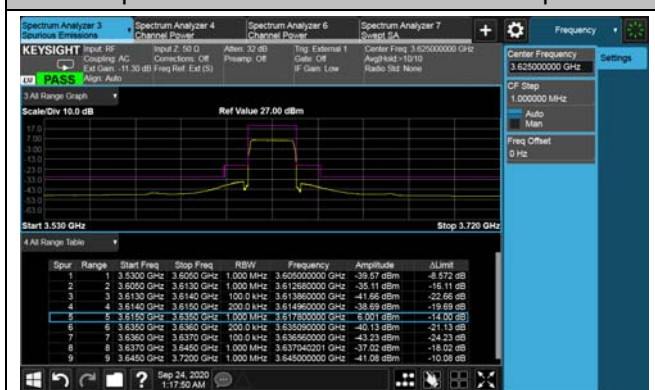 Spectrum Analyzer 3
Spurious Emissions
Spectrum Analyzer 4
Channel Power
Spectrum Analyzer 6
Channel Power
Spectrum Analyzer 7
Swept SA
Frequency
KEYSIGHT
Input: RF
Coupling: AC
Ext Gain: -11.30 dB
Align: Auto
Input Z: 50 Ω
Corrections: Off
Freq Ref: Ext (S)
Atten: 32 dB
Preamp: Off
Trig: External 1
Gate: Off
IF Gain: Low
Center Freq: 3.625000000 GHz
Avg|Hold:>10/10
Radio Std: None
PASS
Center Frequency
3.625000000 GHz
Settings
CF Step
1.000000 MHz
Auto
Man
Freq Offset
0 Hz
3 All Range Graph
Scale/Div 10.0 dB
Ref Value 27.00 dBm
17.0
7.00
-3.00
-13.0
-23.0
-33.0
-43.0
-53.0
-63.0
Start 3.530 GHz
Stop 3.720 GHz
4 All Range Table
Spur Range Start Freq Stop Freq RBW Frequency Amplitude ΔLimit
1 1 3.5300 GHz 3.6050 GHz 1.000 MHz 3.605000000 GHz -39.57 dBm -8.572 dB
2 2 3.6050 GHz 3.6130 GHz 1.000 MHz 3.612680000 GHz -35.11 dBm -16.11 dB
3 3 3.6130 GHz 3.6140 GHz 100.0 kHz 3.613860000 GHz -41.66 dBm -22.66 dB
4 4 3.6140 GHz 3.6150 GHz 200.0 kHz 3.614960000 GHz -38.69 dBm -19.69 dB
5 5 3.6150 GHz 3.6350 GHz 1.000 MHz 3.617800000 GHz 6.001 dBm -14.00 dB
6 6 3.6350 GHz 3.6360 GHz 200.0 kHz 3.635090000 GHz -40.13 dBm -21.13 dB
7 7 3.6360 GHz 3.6370 GHz 100.0 kHz 3.636560000 GHz -43.23 dBm -24.23 dB
8 8 3.6370 GHz 3.6450 GHz 1.000 MHz 3.637040201 GHz -37.02 dBm -18.02 dB
9 9 3.6450 GHz 3.7200 GHz 1.000 MHz 3.645000000 GHz -41.08 dBm -10.08 dB
Sep 24, 2020
1:17:50 AM